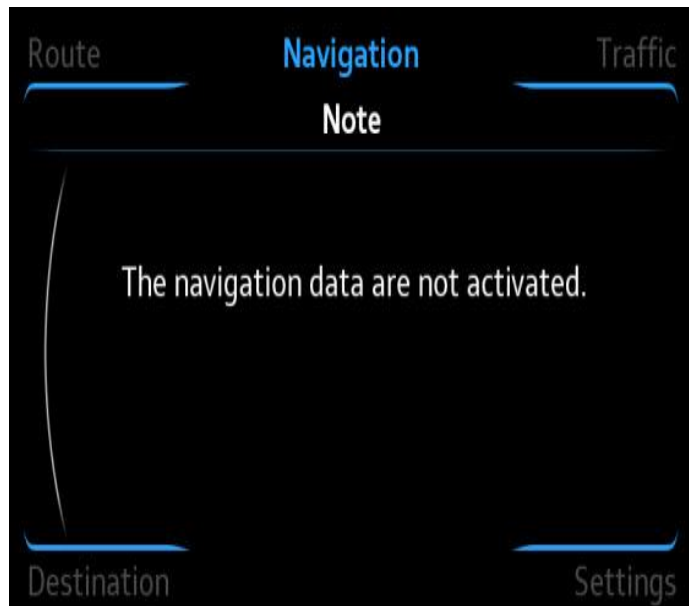 Route Navigation Traffic
Note
The navigation data are not activated.
Destination Settings